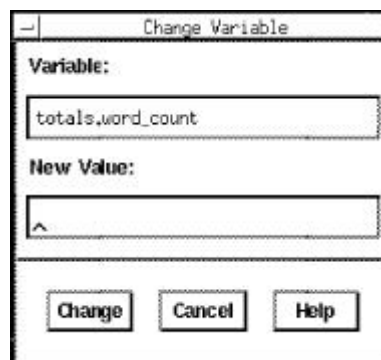 Change Variable
Variable:
totals.word_count
New Value:
Change Cancel Help